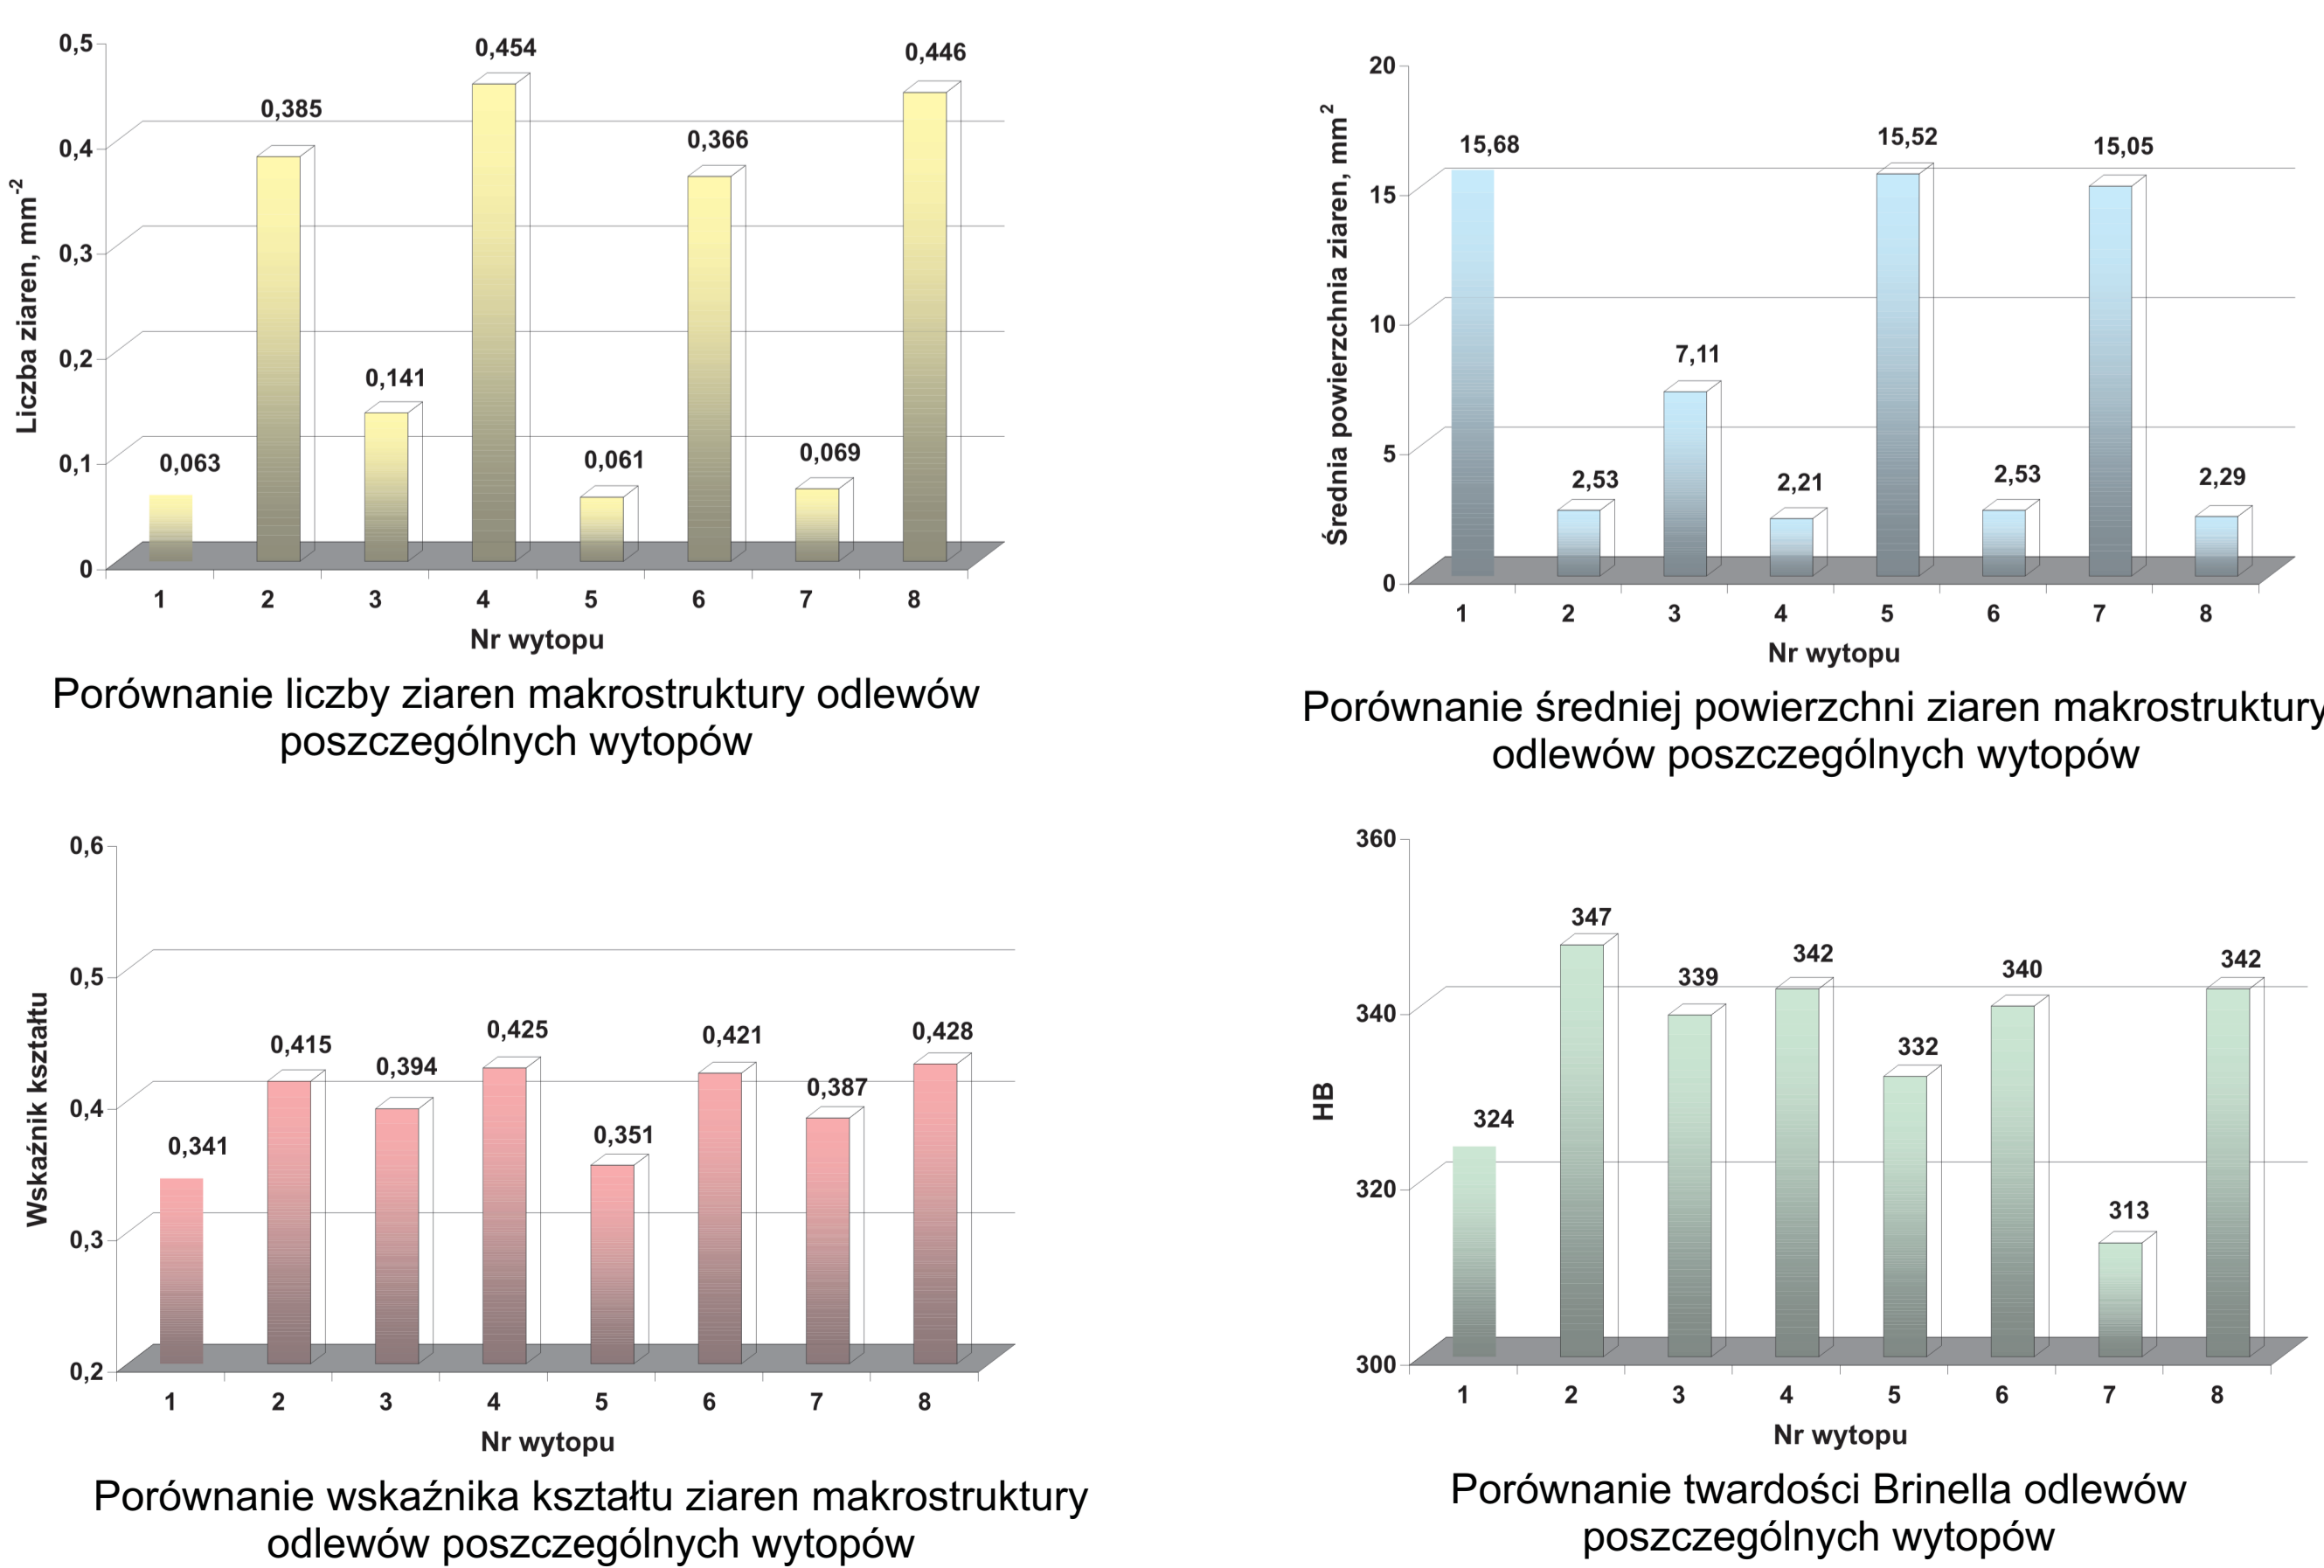 0,5
0,4
0,3
0,2
0,1
0
Liczba ziaren, mm-2
0,063
0,385
0,141
0,454
0,061
0,366
0,069
0,446
1 2 3 4 5 6 7 8
Nr wytopu
Porównanie liczby ziaren makrostruktury odlewów
poszczególnych wytopów
20
15
10
5
0
Średnia powierzchnia ziaren, mm2
15,68
2,53
7,11
2,21
15,52
2,53
15,05
2,29
1 2 3 4 5 6 7 8
Nr wytopu
Porównanie średniej powierzchni ziaren makrostruktury
odlewów poszczególnych wytopów
0,6
0,5
0,4
0,3
0,2
Wskaźnik kształtu
0,341
0,415
0,394
0,425
0,351
0,421
0,387
0,428
1 2 3 4 5 6 7 8
Nr wytopu
Porównanie wskaźnika kształtu ziaren makrostruktury
odlewów poszczególnych wytopów
360
340
320
300
HB
324
347
339
342
332
340
313
342
1 2 3 4 5 6 7 8
Nr wytopu
Porównanie twardości Brinella odlewów
poszczególnych wytopów